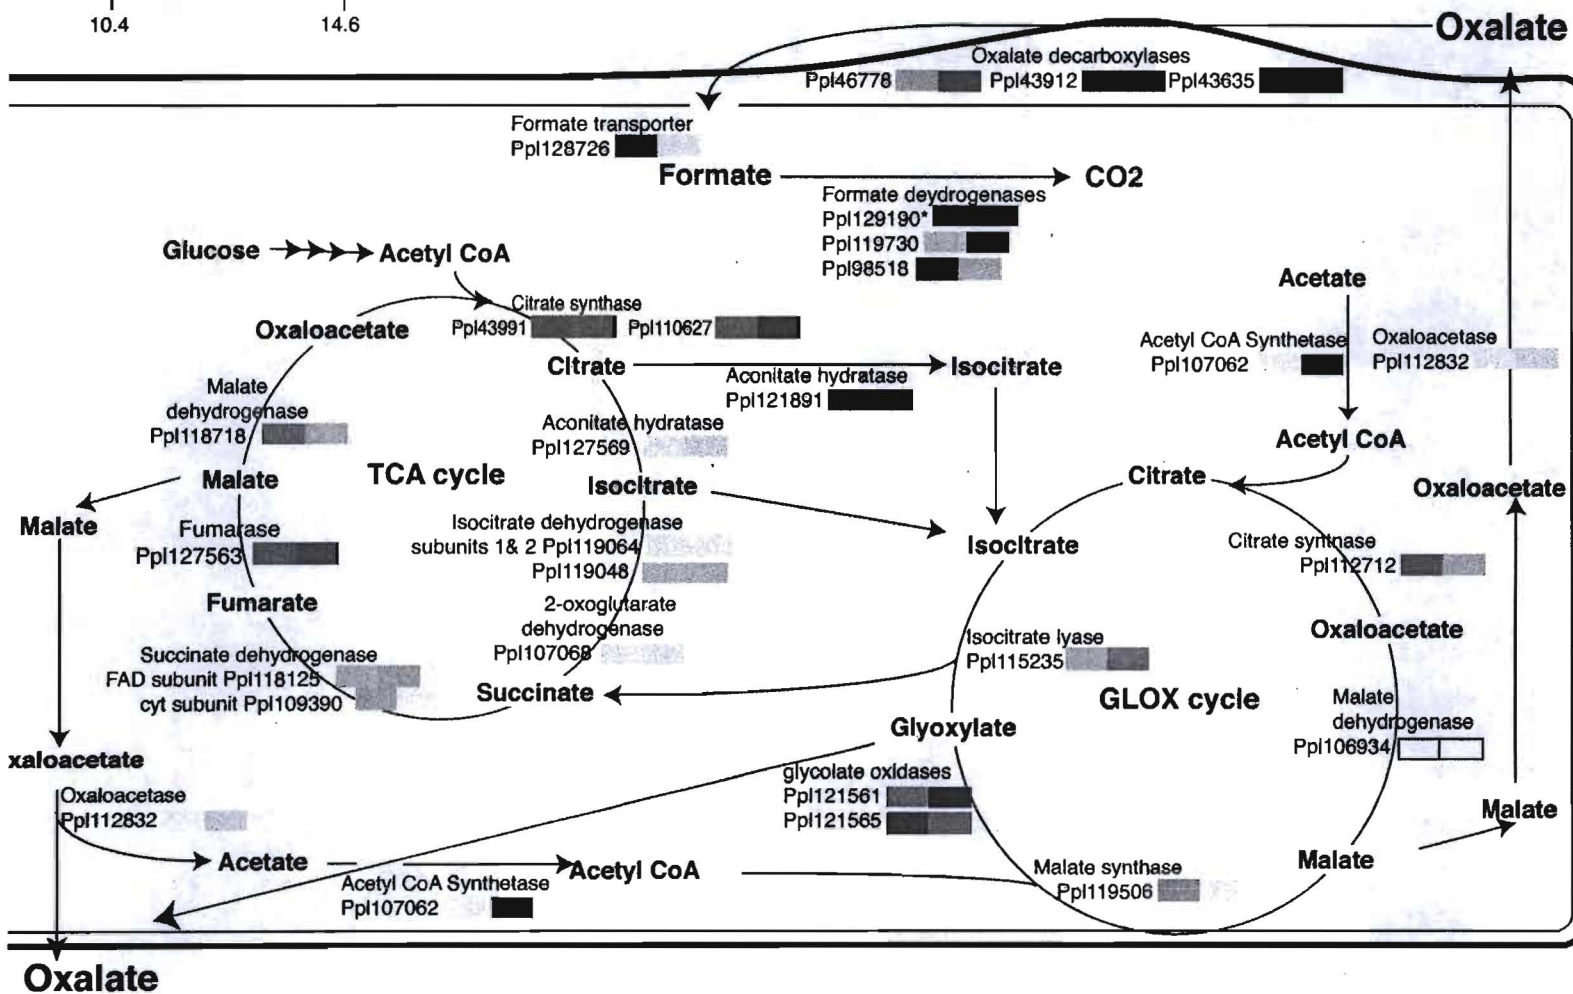 10.4
14.6
Oxalate
Oxalate decarboxylases
Ppl46778
Ppl43912
Ppl43635
Formate transporter
Ppl128726
Formate
CO2
Formate deydrogenases
Ppl129190*
Ppl119730
Ppl98518
Glucose
Acetyl CoA
Acetate
Citrate synthase
Ppl43991
Ppl110627
Oxaloacetate
Acetyl CoA Synthetase
Ppl107062
Oxaloacetase
Ppl112832
Citrate
Isocitrate
Aconitate hydratase
Ppl121891
Malate
dehydrogenase
Ppl118718
Aconitate hydratase
Ppl127569
Acetyl CoA
TCA cycle
Malate
Isocitrate
Citrate
Oxaloacetate
Malate
Fumarase
Ppl127563
Isocitrate dehydrogenase
subunits 1& 2 Ppl119064
Ppl119048
Isocitrate
Citrate synthase
Ppl112712
Fumarate
2-oxoglutarate
dehydrogenase
Ppl107068
Oxaloacetate
Isocitrate lyase
Ppl115235
Succinate dehydrogenase
FAD subunit Ppl118125
cyt subunit Ppl109390
Succinate
GLOX cycle
Malate
dehydrogenase
Ppl106934
Glyoxylate
xaloacetate
glycolate oxidases
Ppl121561
Ppl121565
Oxaloacetase
Ppl112832
Malate
Acetate
Acetyl CoA
Acetyl CoA Synthetase
Ppl107062
Malate synthase
Ppl119506
Malate
Oxalate